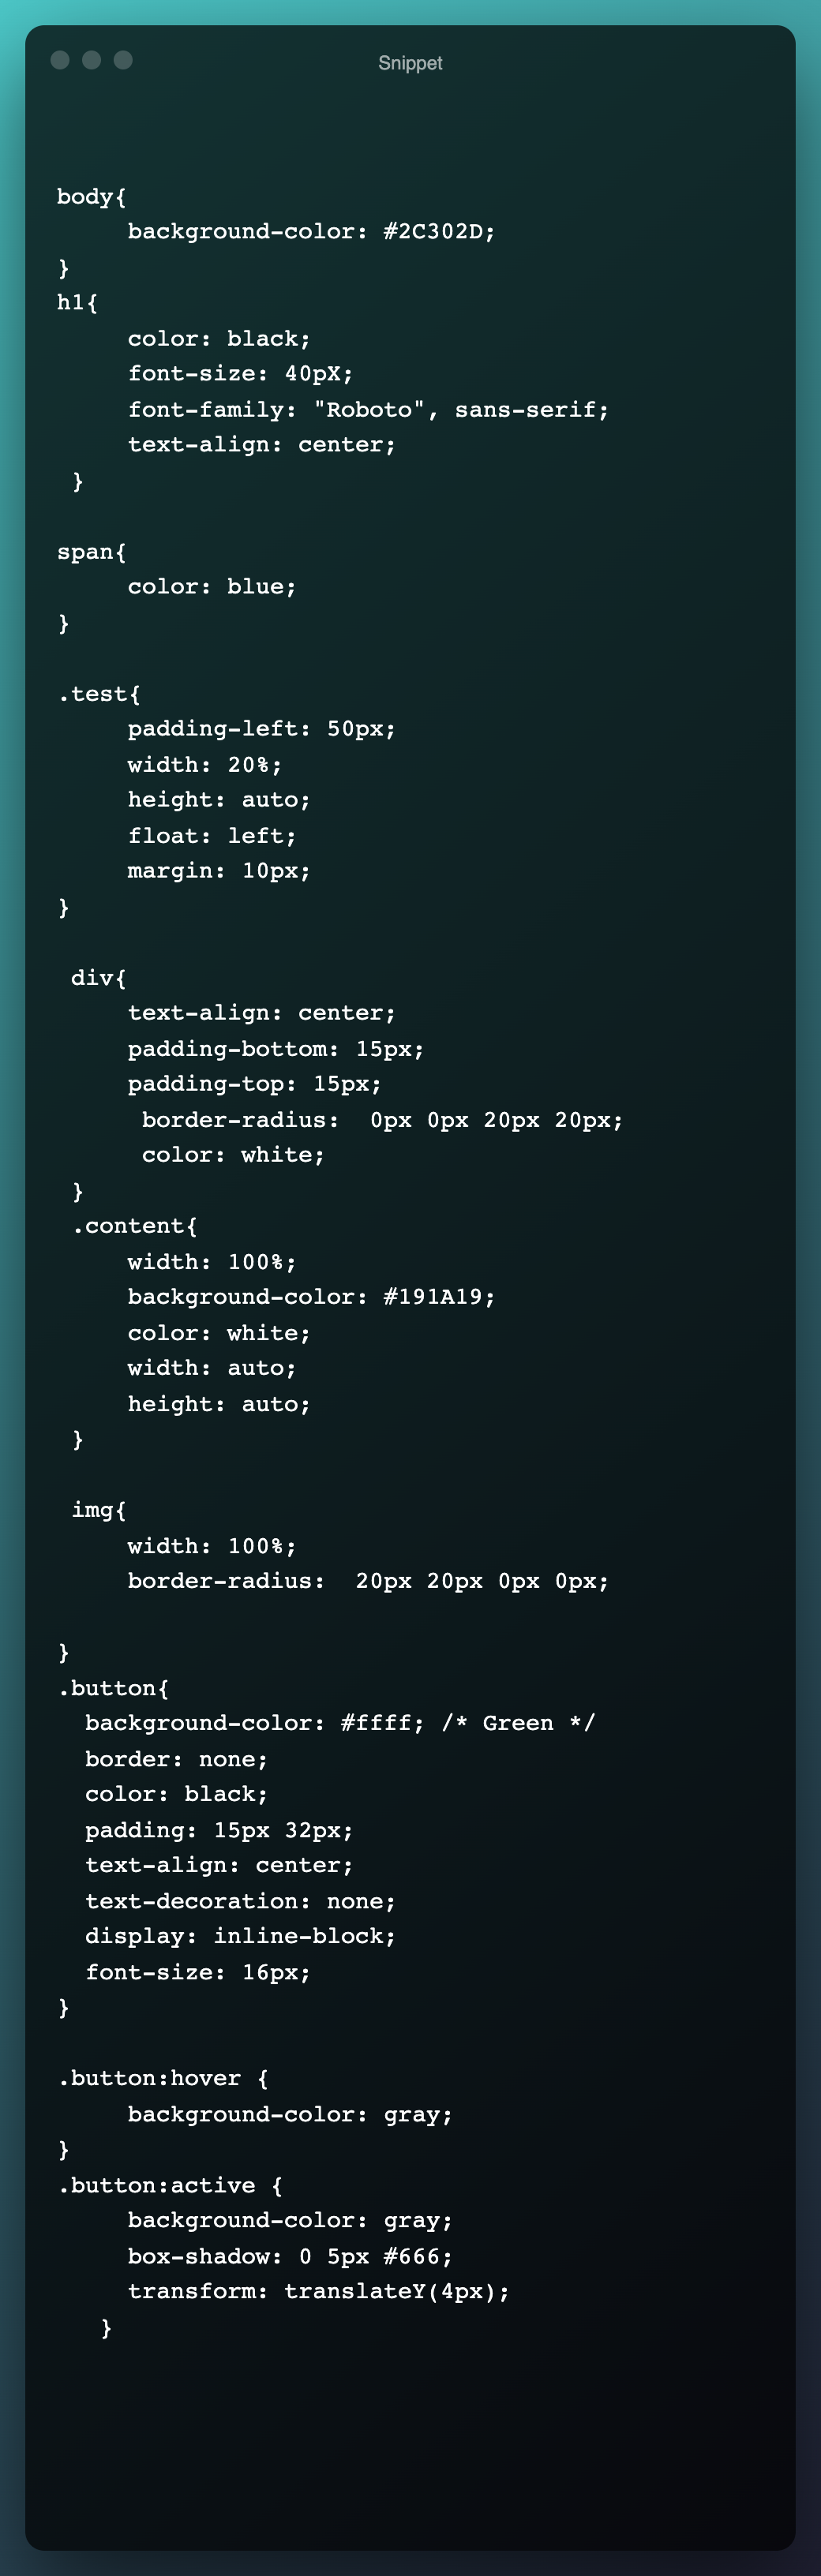 Snippet
body{
     background-color: #2C302D;
}
h1{
     color: black;
     font-size: 40pX;
     font-family: "Roboto", sans-serif;
     text-align: center;
 }
span{
     color: blue;
}
.test{
     padding-left: 50px;
     width: 20%;
     height: auto;
     float: left;
     margin: 10px;
}
 div{
     text-align: center;
     padding-bottom: 15px;
     padding-top: 15px;
      border-radius:  0px 0px 20px 20px;
      color: white;
 }
 .content{
     width: 100%;
     background-color: #191A19;
     color: white;
     width: auto;
     height: auto;
 }
 img{
     width: 100%;
     border-radius:  20px 20px 0px 0px;
}
.button{
  background-color: #ffff; /* Green */
  border: none;
  color: black;
  padding: 15px 32px;
  text-align: center;
  text-decoration: none;
  display: inline-block;
  font-size: 16px;
}
.button:hover {
     background-color: gray;
}
.button:active {
     background-color: gray;
     box-shadow: 0 5px #666;
     transform: translateY(4px);
   }